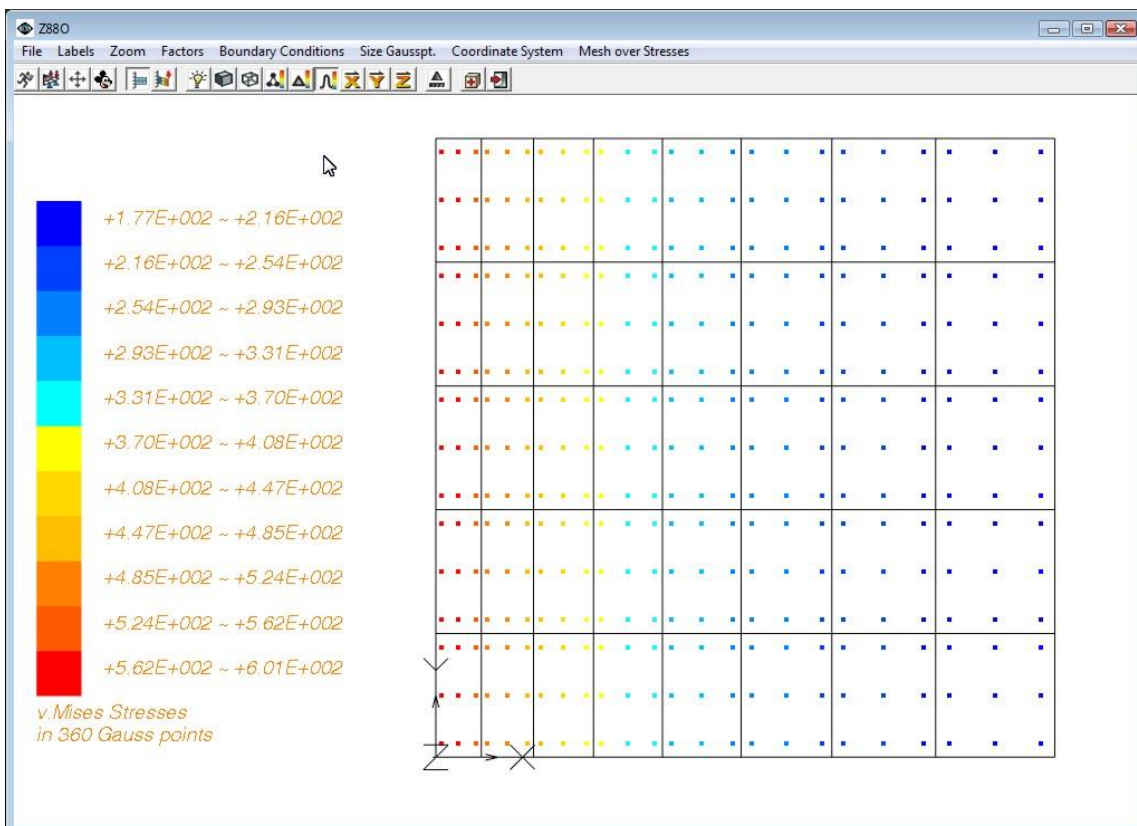 Z88O
File Labels Zoom Factors Boundary Conditions Size Gausspt. Coordinate System Mesh over Stresses
+1.77E+002 ~ +2.16E+002
+2.16E+002 ~ +2.54E+002
+2.54E+002 ~ +2.93E+002
+2.93E+002 ~ +3.31E+002
+3.31E+002 ~ +3.70E+002
+3.70E+002 ~ +4.08E+002
+4.08E+002 ~ +4.47E+002
+4.47E+002 ~ +4.85E+002
+4.85E+002 ~ +5.24E+002
+5.24E+002 ~ +5.62E+002
+5.62E+002 ~ +6.01E+002
v.Mises Stresses
in 360 Gauss points
Y
Z X